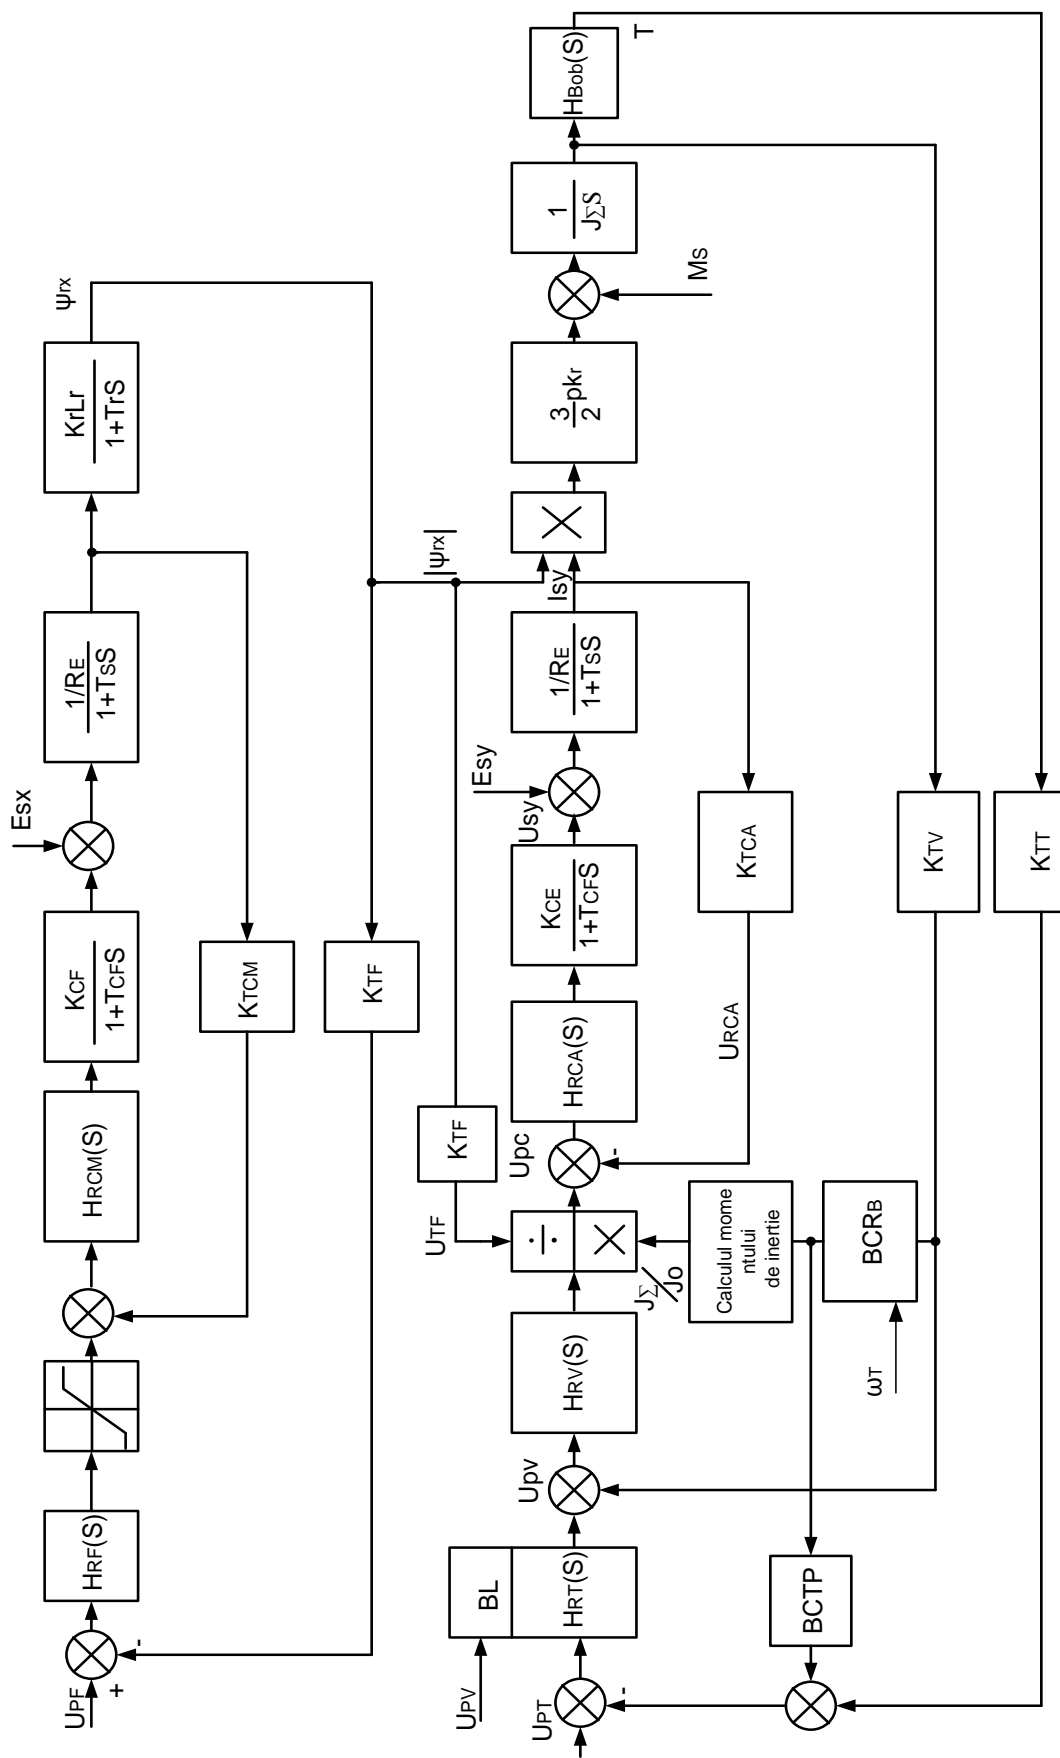 UPF
+
-
HRF(S)
HRCM(S)
KCF
1+TCFS
Esx
1/RE
1+TSS
KrLr
1+TrS
Ψrx
KTCM
KTF
|Ψrx|
KTF
UTF
UPV
BL
UPT
-
HRT(S)
Upv
HRV(S)
÷
JΣ/Jo
Upc
-
HRCA(S)
KCE
1+TCFS
Usy
Esy
1/RE
1+TSS
Isy
3
2
pkr
Ms
1
JΣS
HBob(S)
T
URCA
KTCA
Calculul mome
ntului
de inertie
BCRB
ωT
KTV
BCTP
KTT